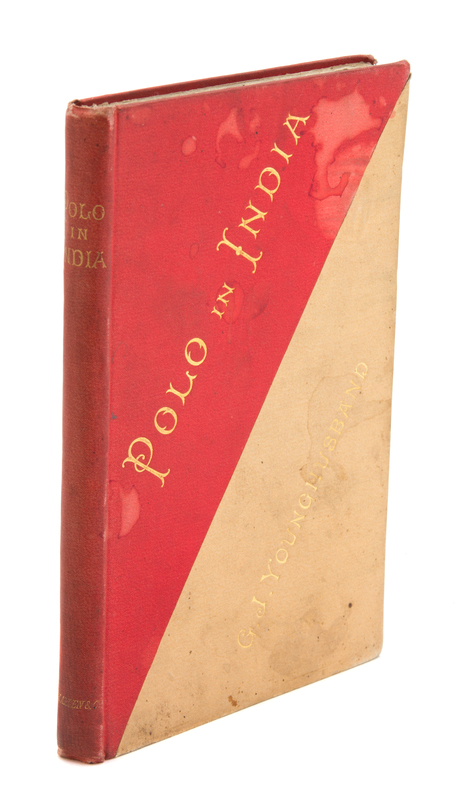 POLO
IN
INDIA
POLO IN INDIA
G. J. YOUNGHUSBAND